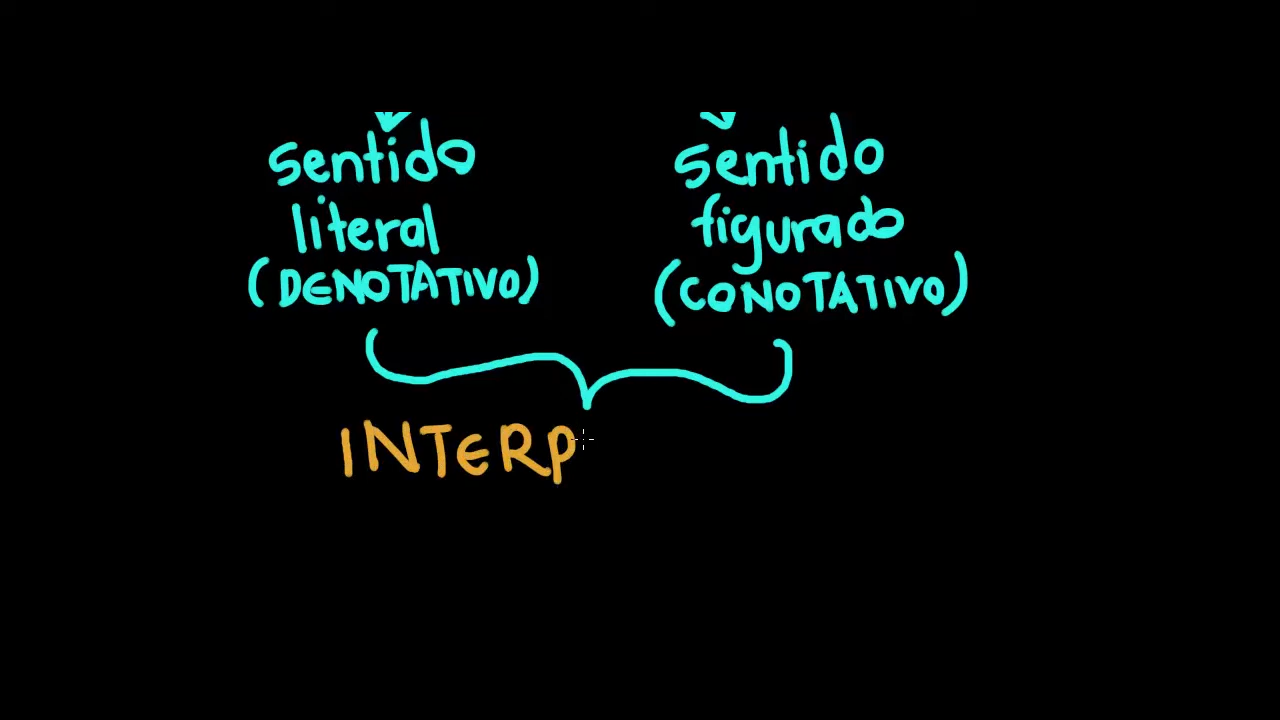 sentido
literal
(DENOTATIVO)
sentido
figurado
(CONOTATIVO)
INTERP